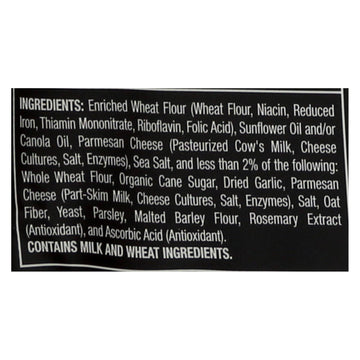 INGREDIENTS: Enriched Wheat Flour (Wheat Flour, Niacin, Reduced
Iron, Thiamin Mononitrate, Riboflavin, Folic Acid), Sunflower Oil and/or
Canola Oil, Parmesan Cheese (Pasteurized Cow's Milk, Cheese
Cultures, Salt, Enzymes), Sea Salt, and less than 2% of the following:
Whole Wheat Flour, Organic Cane Sugar, Dried Garlic, Parmesan
Cheese (Part-Skim Milk, Cheese Cultures, Salt, Enzymes), Salt, Oat
Fiber, Yeast, Parsley, Malted Barley Flour, Rosemary Extract
(Antioxidant), and Ascorbic Acid (Antioxidant).
CONTAINS MILK AND WHEAT INGREDIENTS.